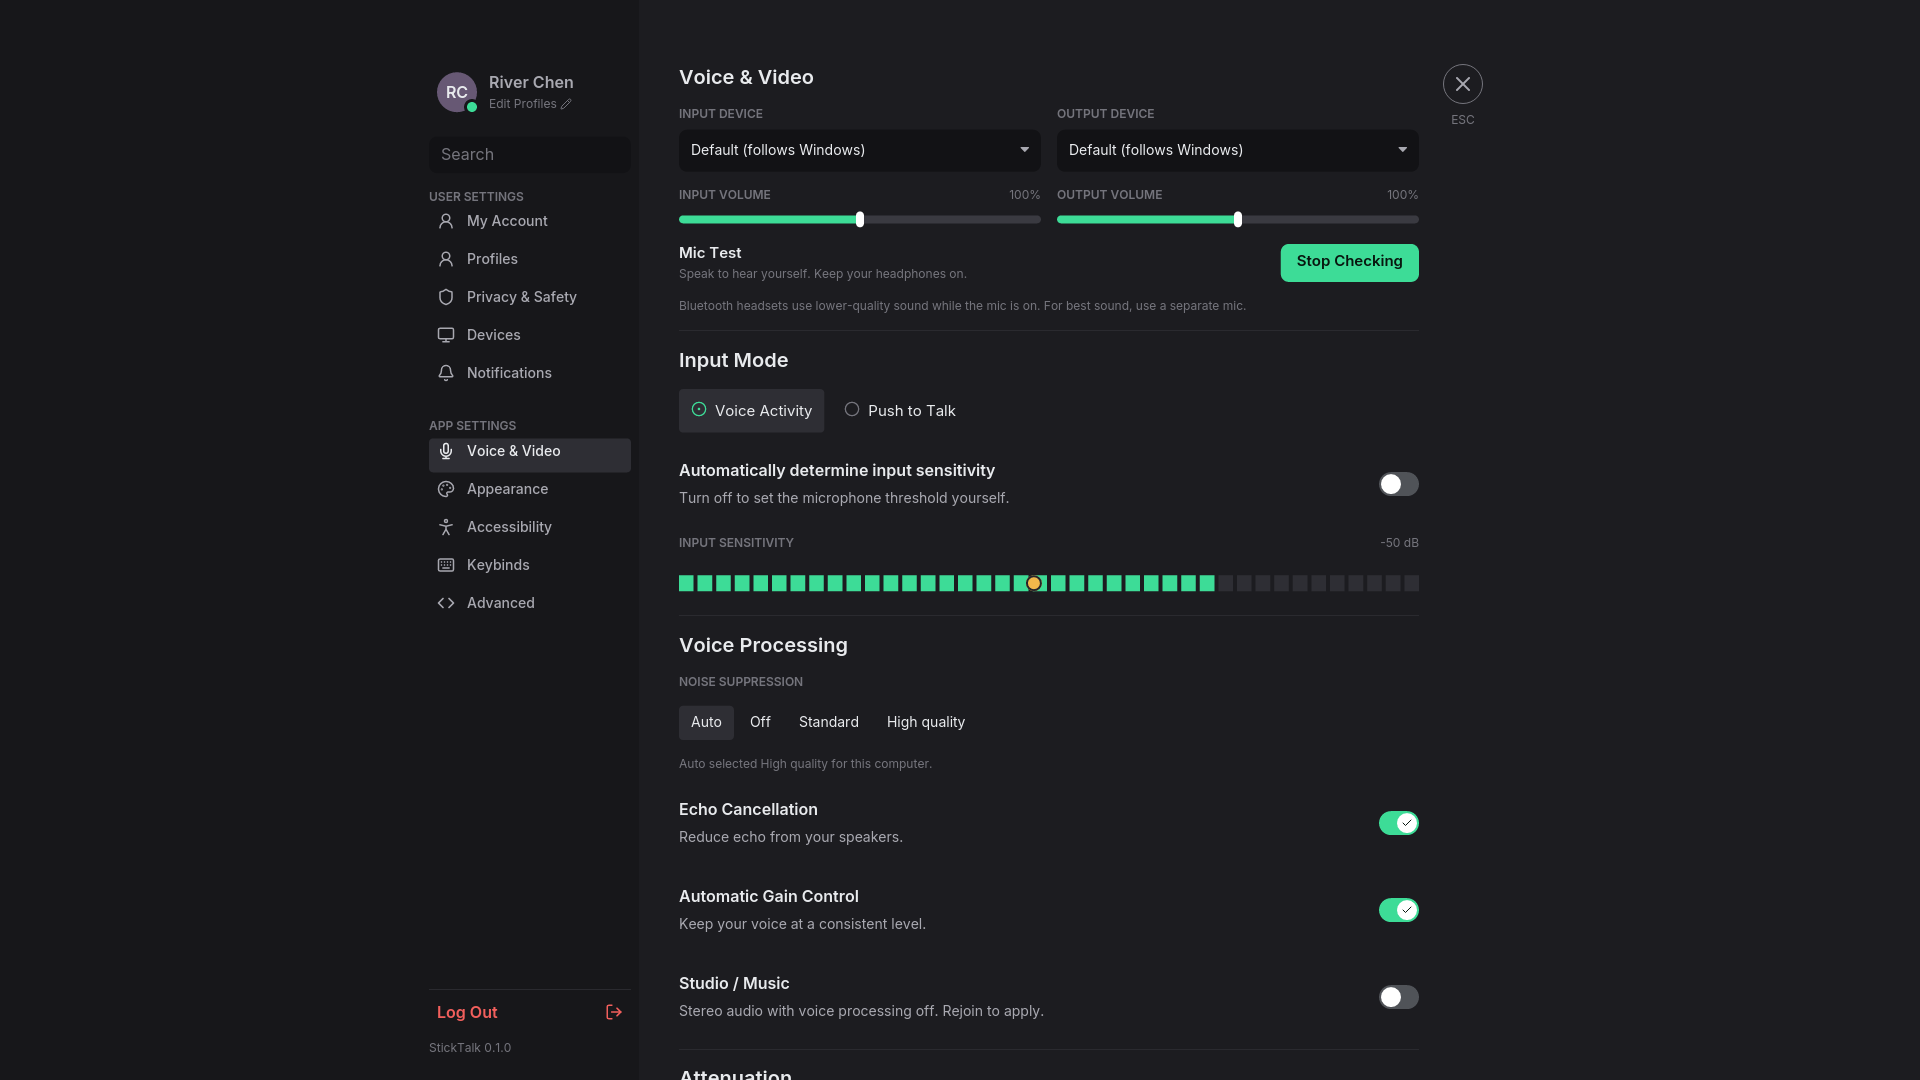 RC
River Chen
Edit Profiles
Search
USER SETTINGS
My Account
Profiles
Privacy & Safety
Devices
Notifications
APP SETTINGS
Voice & Video
Appearance
Accessibility
Keybinds
Advanced
Log Out
StickTalk 0.1.0
Voice & Video
INPUT DEVICE
Default (follows Windows)
OUTPUT DEVICE
Default (follows Windows)
INPUT VOLUME 100%
OUTPUT VOLUME 100%
Mic Test
Speak to hear yourself. Keep your headphones on.
Stop Checking
Bluetooth headsets use lower-quality sound while the mic is on. For best sound, use a separate mic.
Input Mode
Voice Activity
Push to Talk
Automatically determine input sensitivity
Turn off to set the microphone threshold yourself.
INPUT SENSITIVITY -50 dB
Voice Processing
NOISE SUPPRESSION
Auto Off Standard High quality
Auto selected High quality for this computer.
Echo Cancellation
Reduce echo from your speakers.
Automatic Gain Control
Keep your voice at a consistent level.
Studio / Music
Stereo audio with voice processing off. Rejoin to apply.
Attenuation
ESC